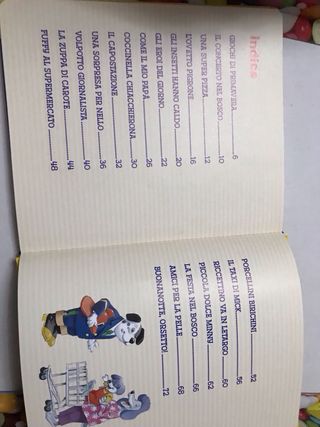 indice
GIOCHI DI PRIMAVERA 6
IL CONCERTO NEL BOSCO 10
UNA SUPER PIZZA 12
L'OVETTO PIGRONE 16
GLI INSETTI HANNO CALDO 20
GLI EROI DEL GIORNO 22
COME IL MIO PAPÀ 26
COCCINELLA CHIACCHIERONA 30
IL CAPOSTAZIONE 32
UNA SORPRESA PER NELLO 36
VOLPOTTO GIORNALISTA 40
LA ZUPPA DI CAROTE 44
FUFFY AL SUPERMERCATO 48
PORCELLINI BIRICHINI 52
IL TAXI DI MICK 56
RICCETTINO VA IN LETARGO 60
PICCOLA DOLCE MINNY 62
LA FESTA NEL BOSCO 66
AMICI PER LA PELLE 68
BUONANOTTE, ORSETTO! 72